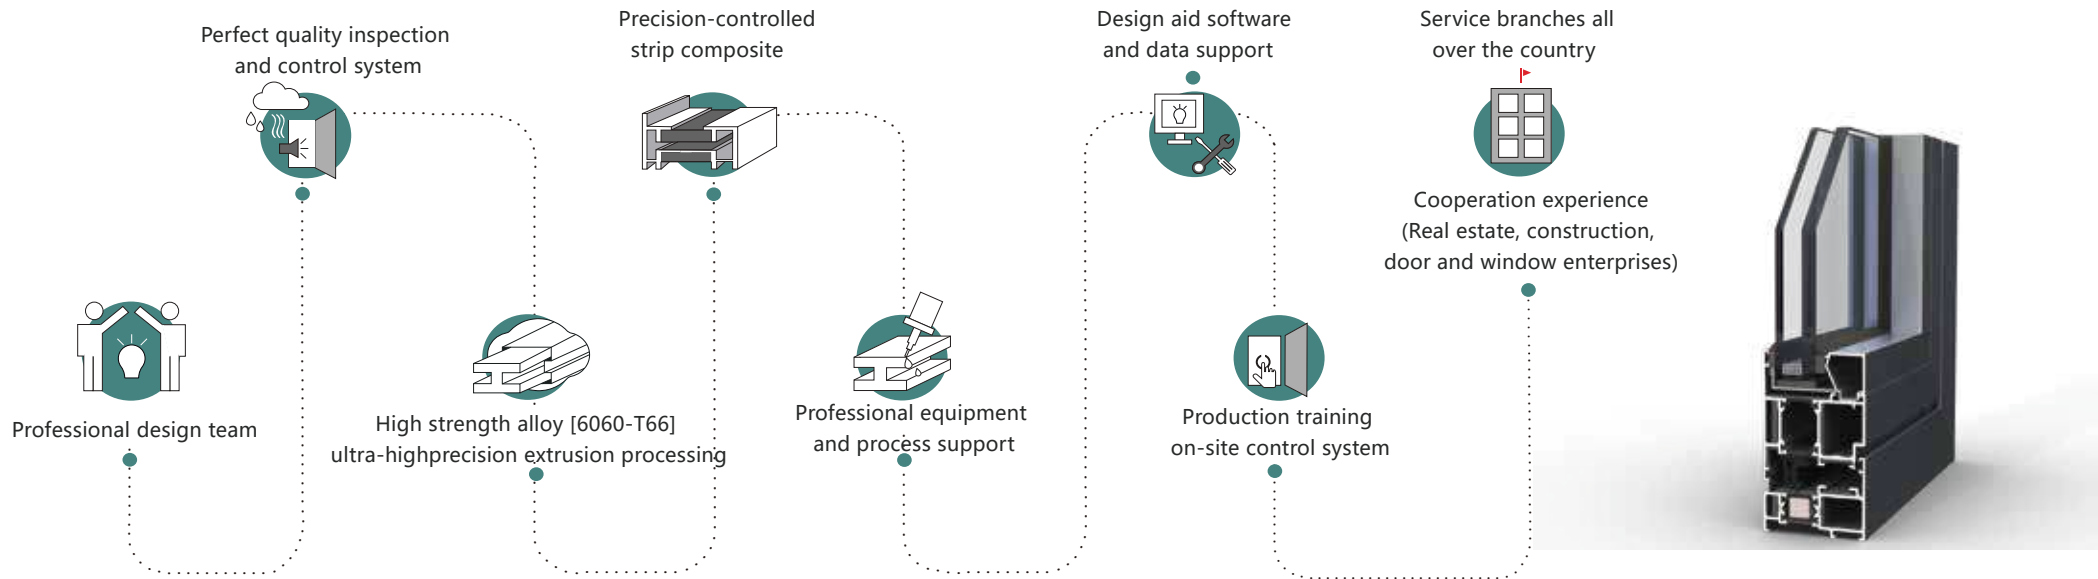 Professional design team
Perfect quality inspection
and control system
High strength alloy [6060-T66]
ultra-highprecision extrusion processing
Precision-controlled
strip composite
Professional equipment
and process support
Design aid software
and data support
Production training
on-site control system
Service branches all
over the country
Cooperation experience
(Real estate, construction,
door and window enterprises)